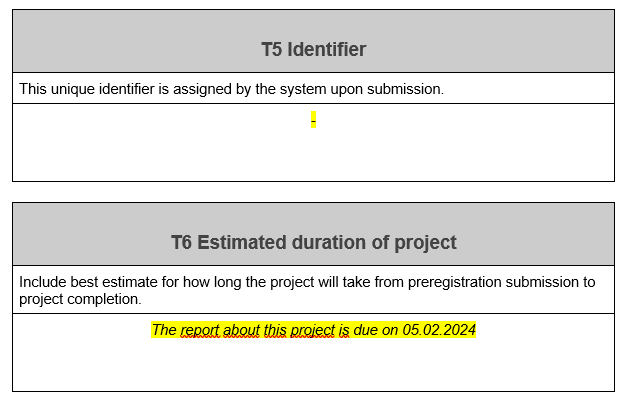 T5 Identifier
This unique identifier is assigned by the system upon submission.
-
T6 Estimated duration of project
Include best estimate for how long the project will take from preregistration submission to
project completion.
The report about this project is due on 05.02.2024